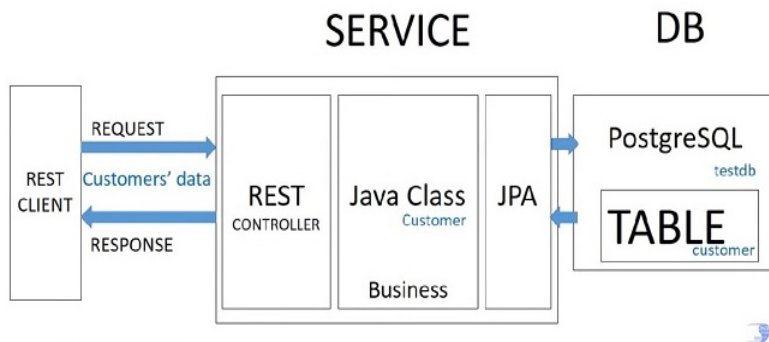 SERVICE
DB
REST
CLIENT
REQUEST
Customers' data
RESPONSE
REST
CONTROLLER
Java Class
Customer
Business
JPA
PostgreSQL
testdb
TABLE
customer